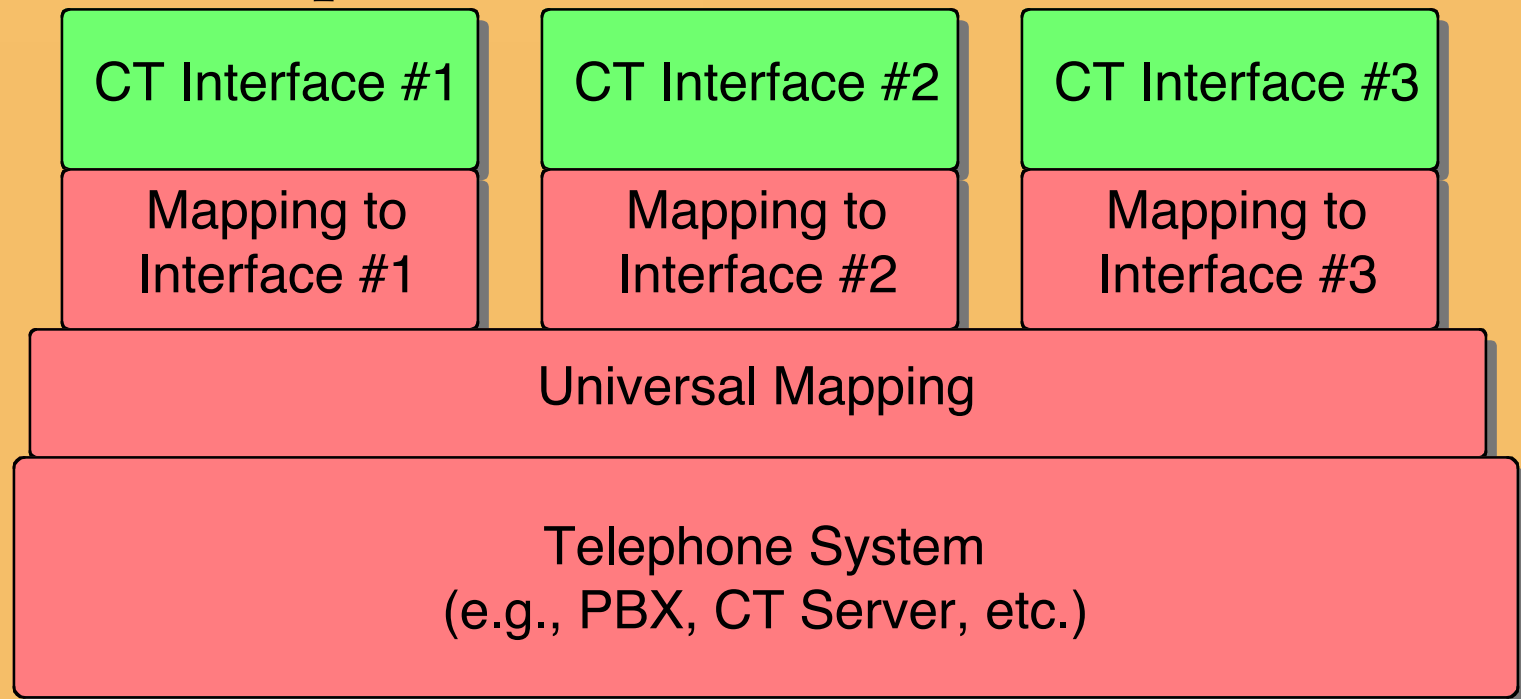 CT Interface #1
CT Interface #2
CT Interface #3
Mapping to
Interface #1
Mapping to
Interface #2
Mapping to
Interface #3
Universal Mapping
Telephone System
(e.g., PBX, CT Server, etc.)